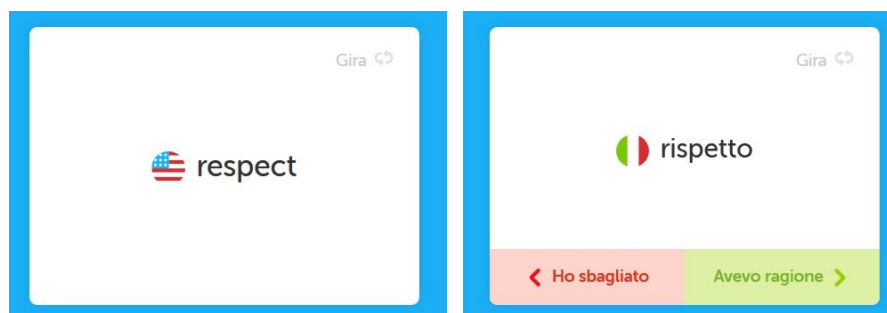 Gira
respect
Gira
rispetto
Ho sbagliato
Avevo ragione